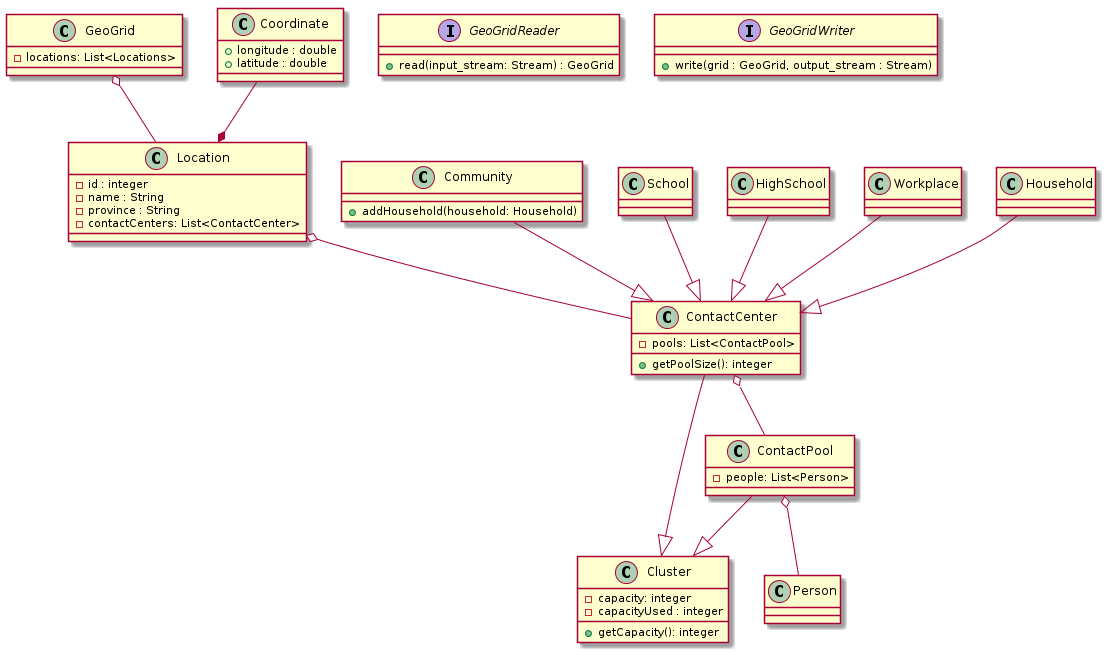 C GeoGrid
locations: List<Locations>
C Coordinate
longitude : double
latitude : double
I GeoGridReader
read(input_stream: Stream) : GeoGrid
I GeoGridWriter
write(grid : GeoGrid, output_stream : Stream)
C Location
id : integer
name : String
province : String
contactCenters: List<ContactCenter>
C Community
addHousehold(household: Household)
C School
C HighSchool
C Workplace
C Household
C ContactCenter
pools: List<ContactPool>
getPoolSize(): integer
C ContactPool
people: List<Person>
C Cluster
capacity: integer
capacityUsed : integer
getCapacity(): integer
C Person